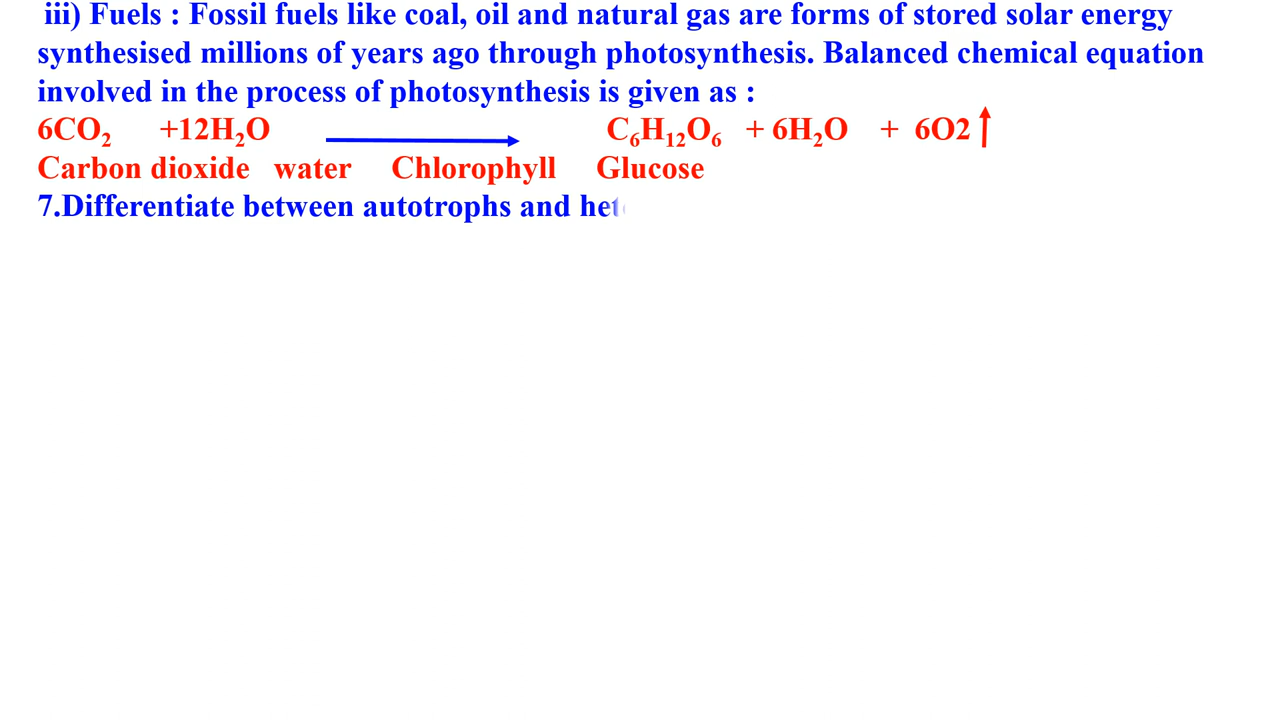 iii) Fuels : Fossil fuels like coal, oil and natural gas are forms of stored solar energy
synthesised millions of years ago through photosynthesis. Balanced chemical equation
involved in the process of photosynthesis is given as :
6CO₂ +12H₂O → C₆H₁₂O₆ + 6H₂O + 6O2↑
Carbon dioxide water Chlorophyll Glucose
7.Differentiate between autotrophs and het